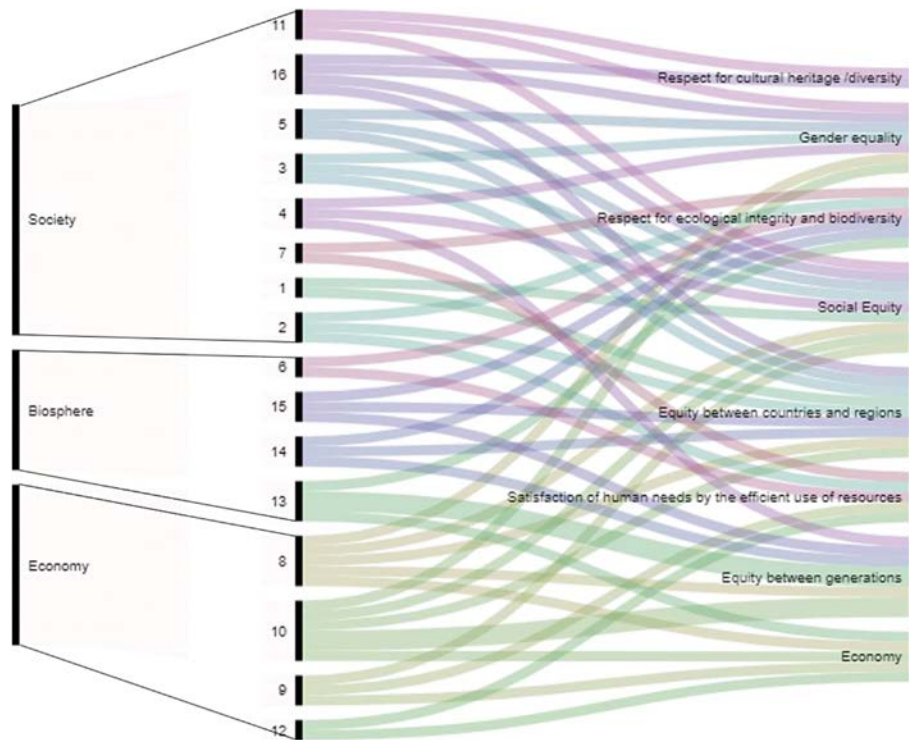 Society
Biosphere
Economy
11
16
5
3
4
7
1
2
6
15
14
13
8
10
9
12
Respect for cultural heritage /diversity
Gender equality
Respect for ecological integrity and biodiversity
Social Equity
Equity between countries and regions
Satisfaction of human needs by the efficient use of resources
Equity between generations
Economy